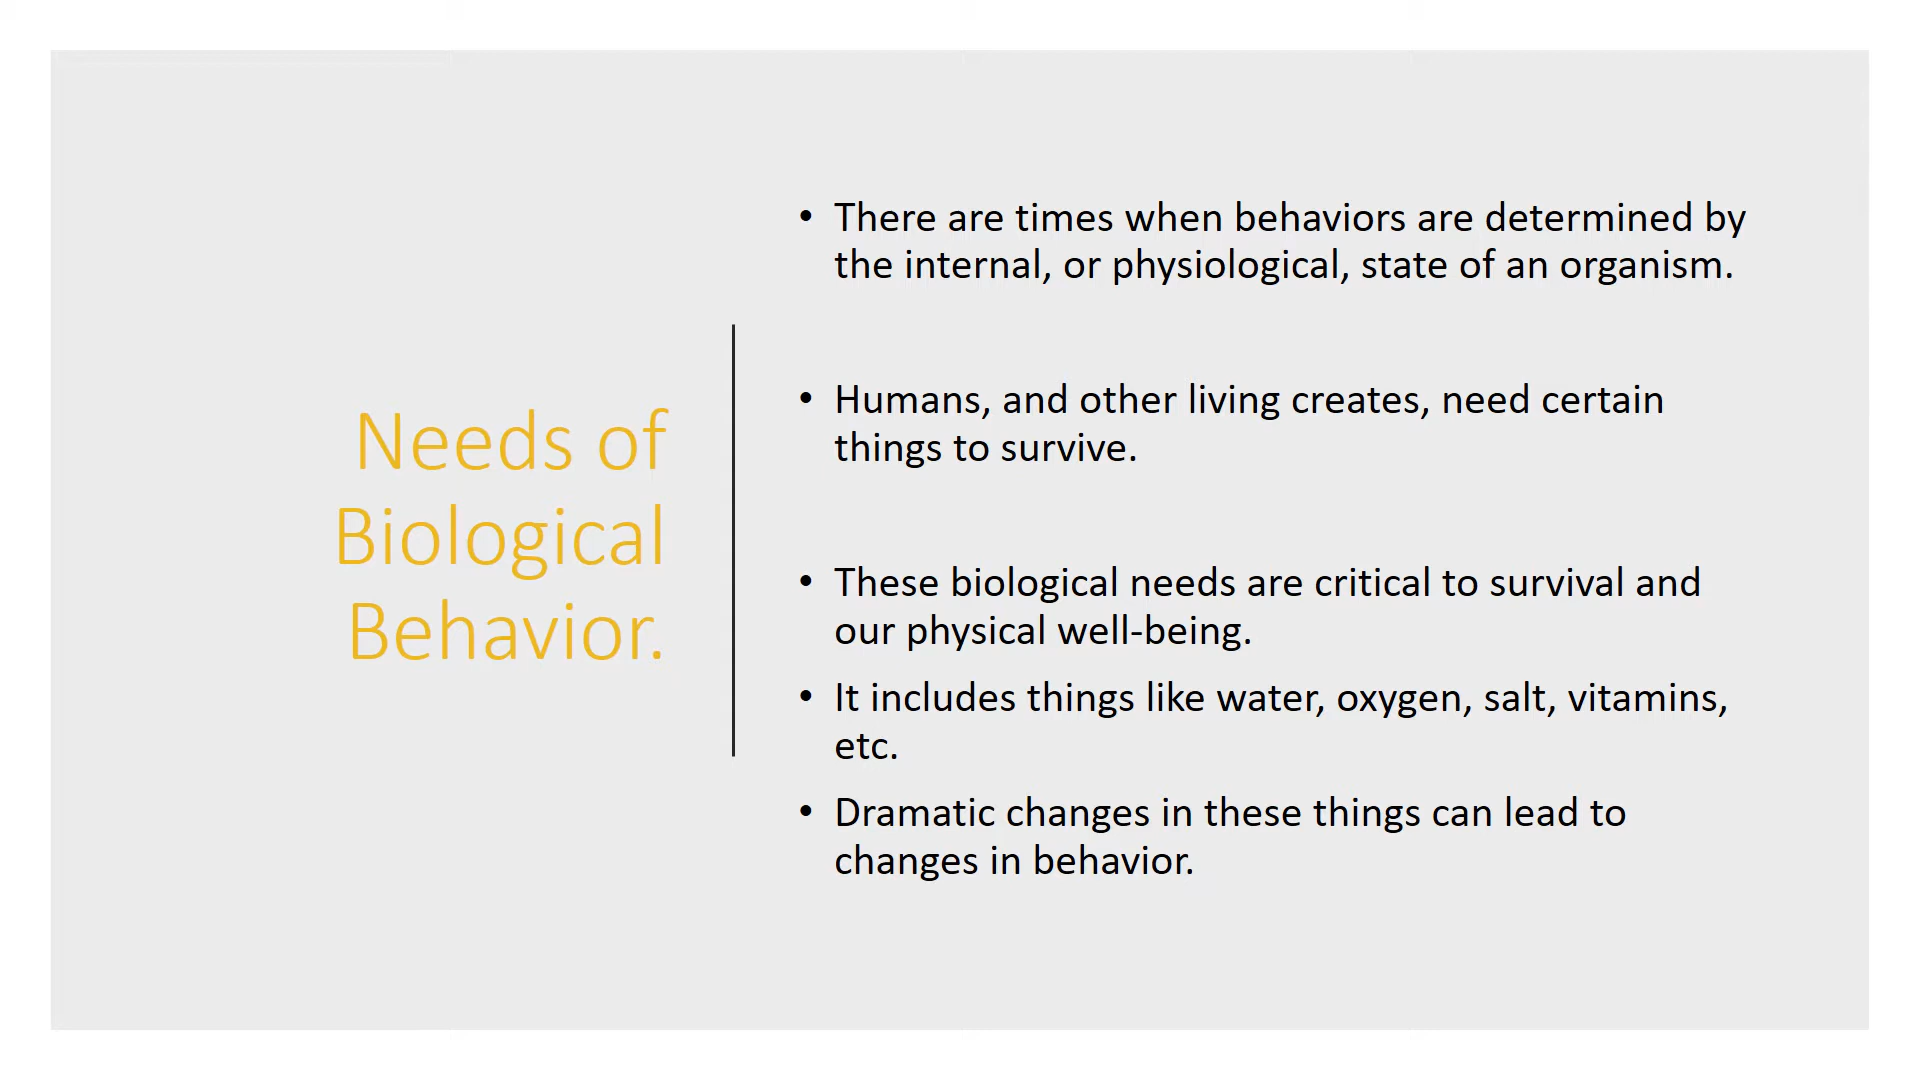 Needs of
Biological
Behavior.
• There are times when behaviors are determined by
the internal, or physiological, state of an organism.
• Humans, and other living creates, need certain
things to survive.
• These biological needs are critical to survival and
our physical well-being.
• It includes things like water, oxygen, salt, vitamins,
etc.
• Dramatic changes in these things can lead to
changes in behavior.